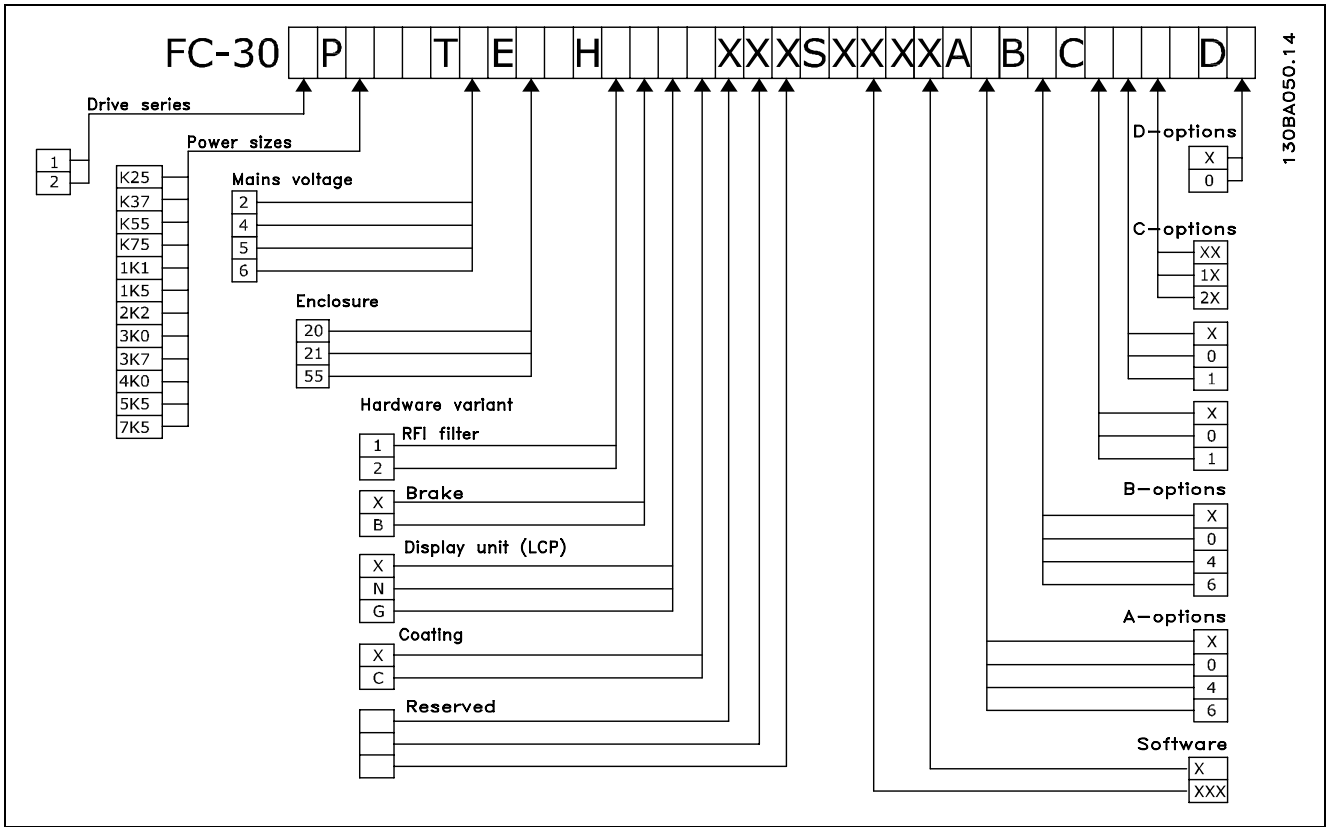 FC-30 P T E H XXXSXXXXA B C D
130BA050.14
Drive series
1
2
Power sizes
K25
K37
K55
K75
1K1
1K5
2K2
3K0
3K7
4K0
5K5
7K5
Mains voltage
2
4
5
6
Enclosure
20
21
55
Hardware variant
RFI filter
1
2
Brake
X
B
Display unit (LCP)
X
N
G
Coating
X
C
Reserved
D-options
X
0
C-options
XX
1X
2X
X
0
1
X
0
1
B-options
X
0
4
6
A-options
X
0
4
6
Software
X
XXX